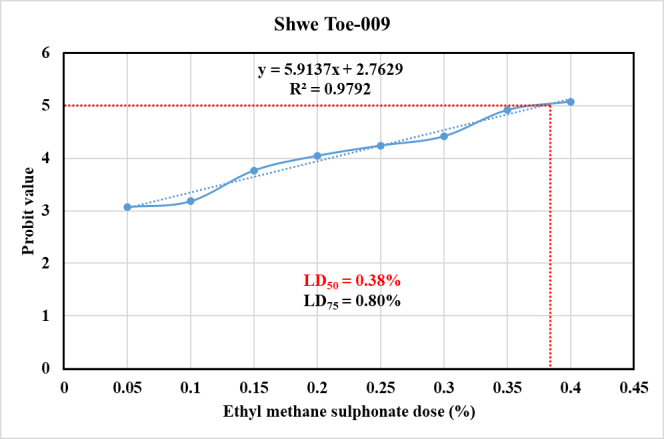 Shwe Toe-009
y = 5.9137x + 2.7629
R² = 0.9792
6
5
4
3
2
1
0
Probit value
LD₅₀ = 0.38%
LD₇₅ = 0.80%
0 0.05 0.1 0.15 0.2 0.25 0.3 0.35 0.4 0.45
Ethyl methane sulphonate dose (%)